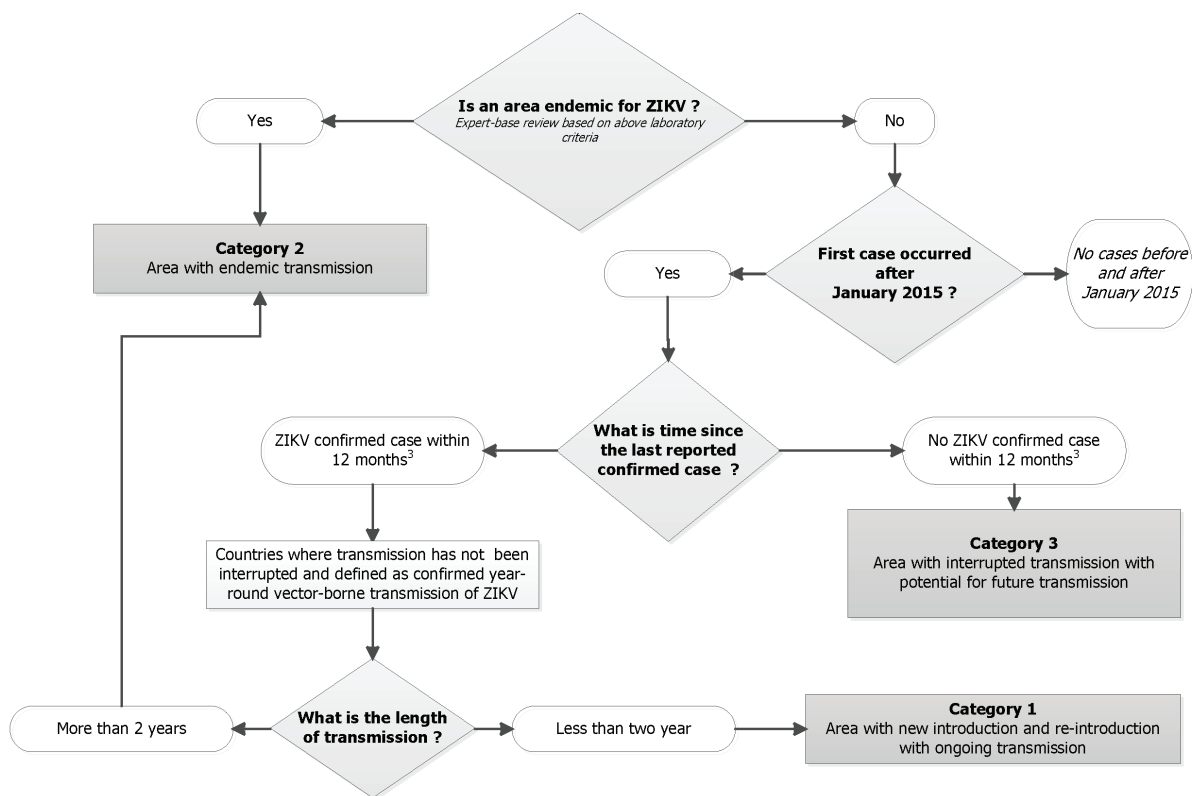 Is an area endemic for ZIKV ?
Expert-base review based on above laboratory
criteria
Yes
No
Category 2
Area with endemic transmission
First case occurred
after
January 2015 ?
Yes
No cases before
and after
January 2015
What is time since
the last reported
confirmed case  ?
ZIKV confirmed case within
12 months³
No ZIKV confirmed case
within 12 months³
Category 3
Area with interrupted transmission with
potential for future transmission
Countries where transmission has not  been
interrupted and defined as confirmed year-
round vector-borne transmission of ZIKV
What is the length
of transmission ?
More than 2 years
Less than two year
Category 1
Area with new introduction and re-introduction
with ongoing transmission